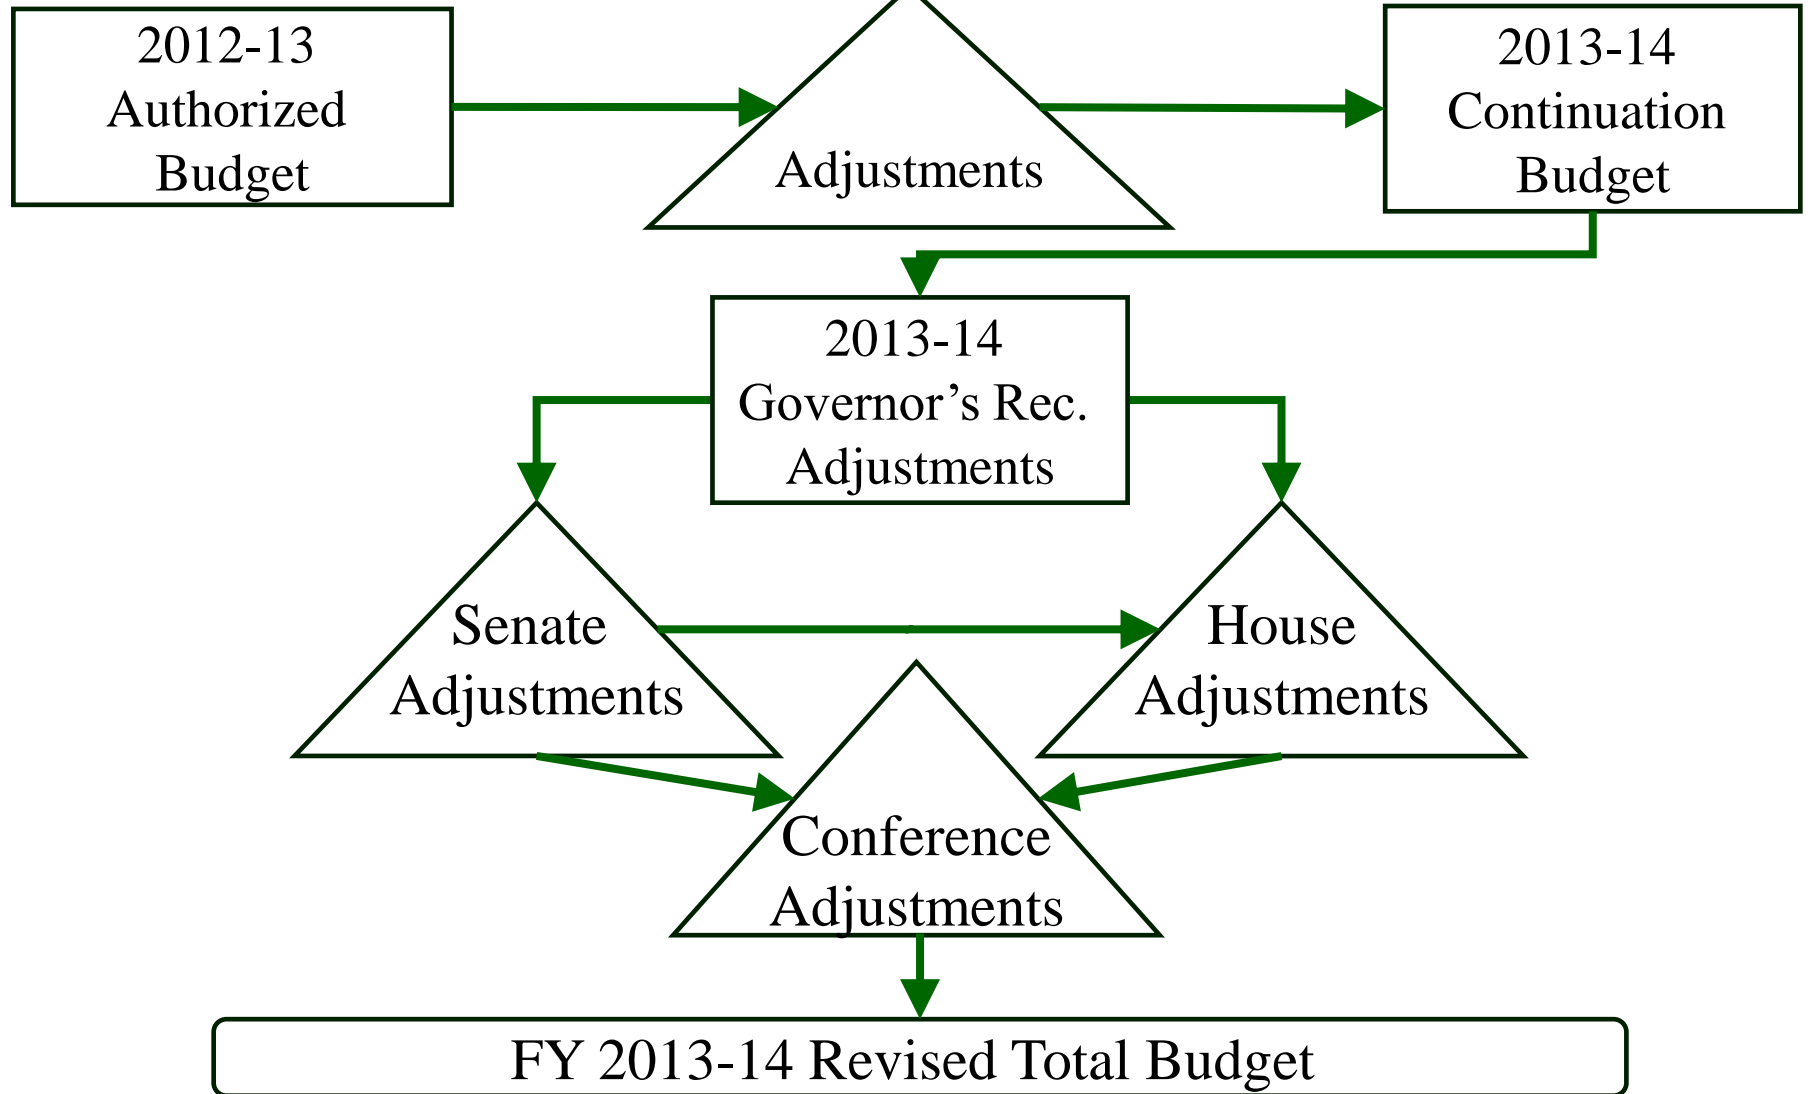 2012-13
Authorized
Budget
Adjustments
2013-14
Continuation
Budget
2013-14
Governor’s Rec.
Adjustments
Senate
Adjustments
House
Adjustments
Conference
Adjustments
FY 2013-14 Revised Total Budget